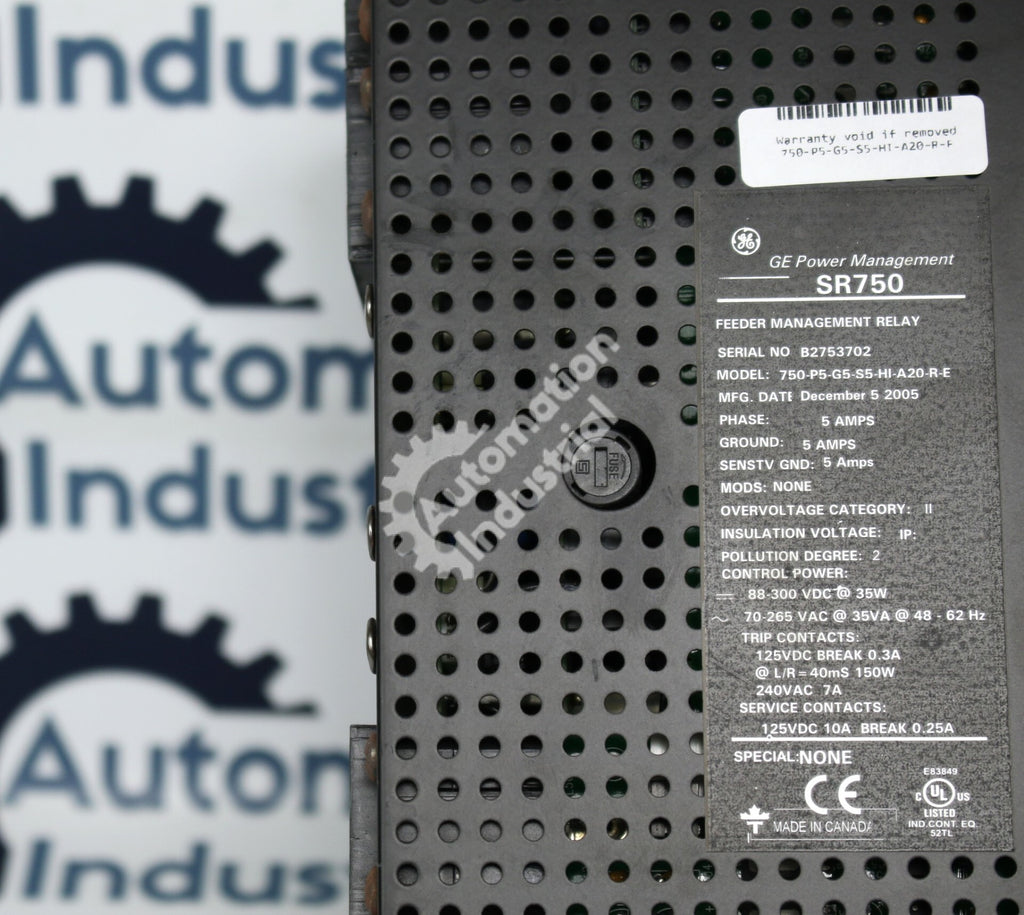 Indus
Autom
Indus
Autom
Indus
Warranty void if removed
750-P5-G5-S5-HI-A20-R-E
GE
GE Power Management
SR750
FEEDER MANAGEMENT RELAY
SERIAL NO B2753702
MODEL: 750-P5-G5-S5-HI-A20-R-E
MFG. DATE December 5 2005
PHASE: 5 AMPS
GROUND: 5 AMPS
SENSTV GND: 5 Amps
MODS: NONE
OVERVOLTAGE CATEGORY: II
INSULATION VOLTAGE: IP:
POLLUTION DEGREE: 2
CONTROL POWER:
88-300 VDC @ 35W
~ 70-265 VAC @ 35VA @ 48 - 62 Hz
TRIP CONTACTS:
125VDC BREAK 0.3A
@ L/R = 40mS 150W
240VAC 7A
SERVICE CONTACTS:
125VDC 10A BREAK 0.25A
SPECIAL: NONE
CE
MADE IN CANADA
E83849
C UL US
LISTED
IND.CONT. EQ.
52TL
FUSE
Automation
Industrial